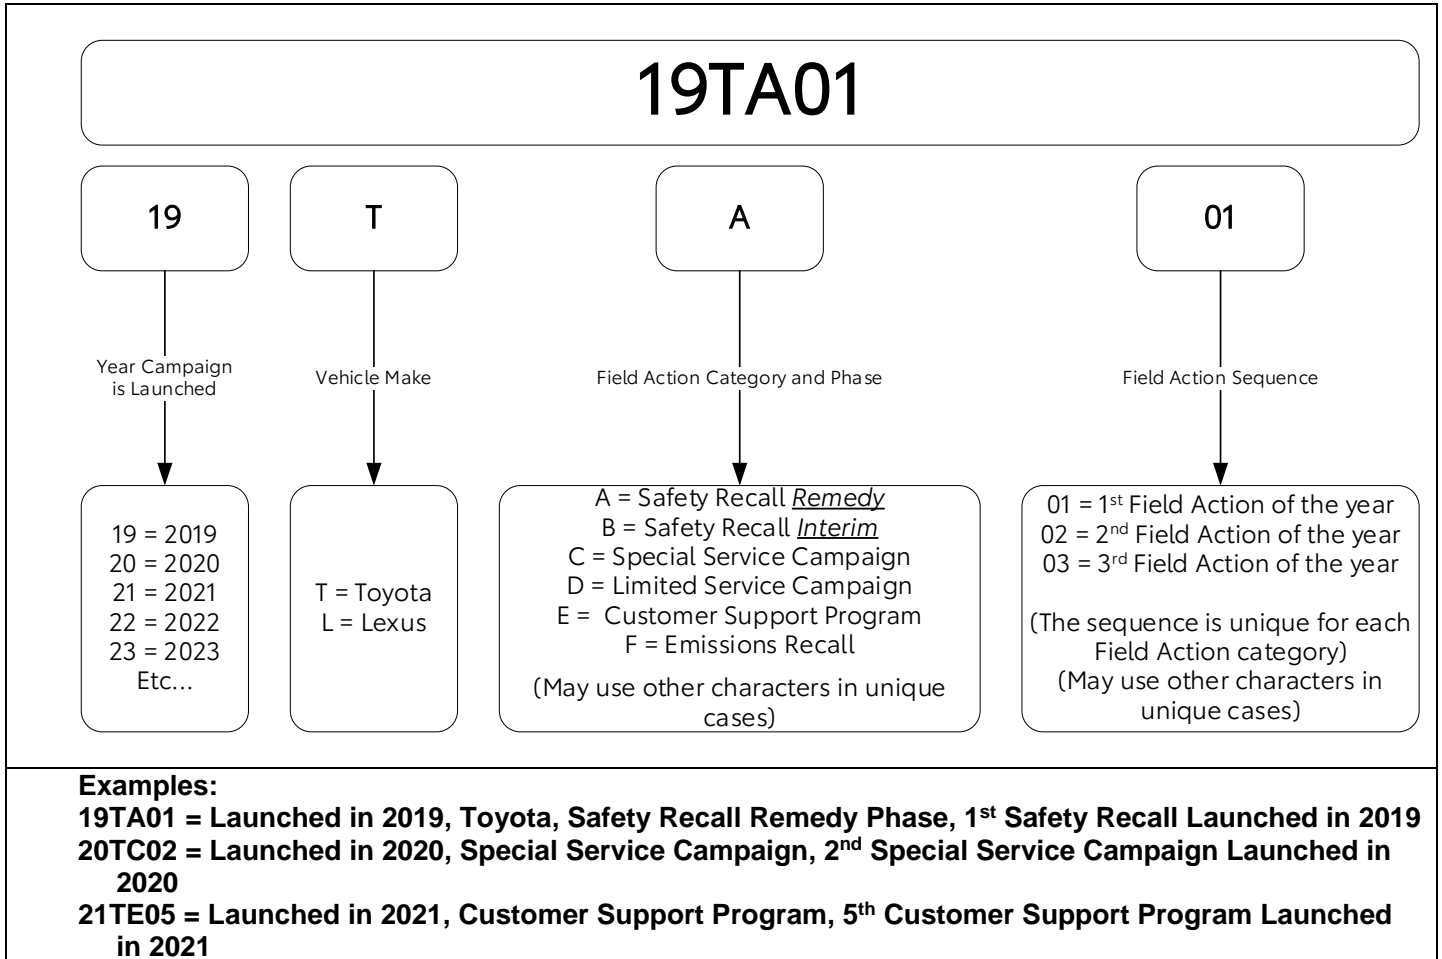 19TA01
19
T
A
01
Year Campaign
is Launched
Vehicle Make
Field Action Category and Phase
Field Action Sequence
19 = 2019
20 = 2020
21 = 2021
22 = 2022
23 = 2023
Etc...
T = Toyota
L = Lexus
A = Safety Recall Remedy
B = Safety Recall Interim
C = Special Service Campaign
D = Limited Service Campaign
E =  Customer Support Program
F = Emissions Recall
(May use other characters in unique
cases)
01 = 1st Field Action of the year
02 = 2nd Field Action of the year
03 = 3rd Field Action of the year
(The sequence is unique for each
Field Action category)
(May use other characters in
unique cases)
Examples:
19TA01 = Launched in 2019, Toyota, Safety Recall Remedy Phase, 1st Safety Recall Launched in 2019
20TC02 = Launched in 2020, Special Service Campaign, 2nd Special Service Campaign Launched in
2020
21TE05 = Launched in 2021, Customer Support Program, 5th Customer Support Program Launched
in 2021